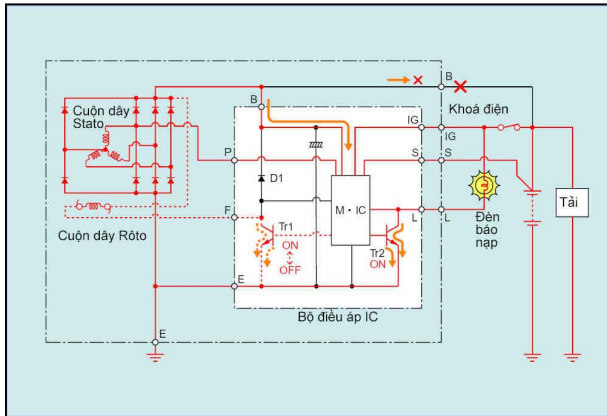 B
B
Khoá điện
IG
IG
Cuộn dây
Stato
P
D1
S
S
M • IC
F
L
L
Tr1
ON
OFF
Tr2
ON
Đèn
báo
nạp
Tải
Cuộn dây Rôto
E
Bộ điều áp IC
E